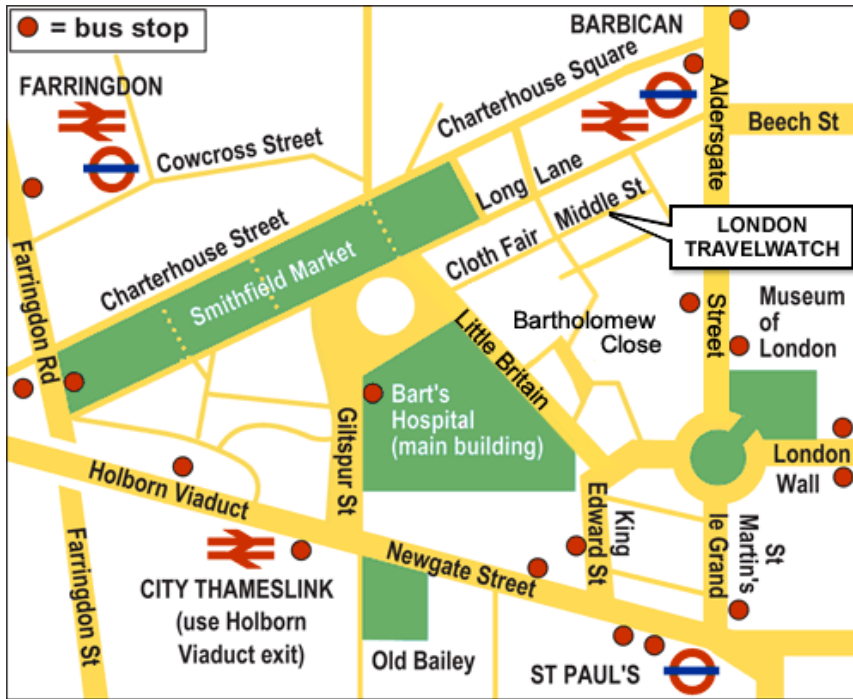 = bus stop
BARBICAN
FARRINGDON
Charterhouse Square
Aldersgate
Street
Beech St
Cowcross Street
Long Lane
Middle St
LONDON
TRAVELWATCH
Charterhouse Street
Cloth Fair
Smithfield Market
Farringdon Rd
Museum
of
London
Bartholomew
Close
Little Britain
Bart's
Hospital
(main building)
Giltspur St
London
Wall
Holborn Viaduct
King
Edward St
St
Martin's
le Grand
Farringdon St
Newgate Street
CITY THAMESLINK
(use Holborn
Viaduct exit)
Old Bailey
ST PAUL'S